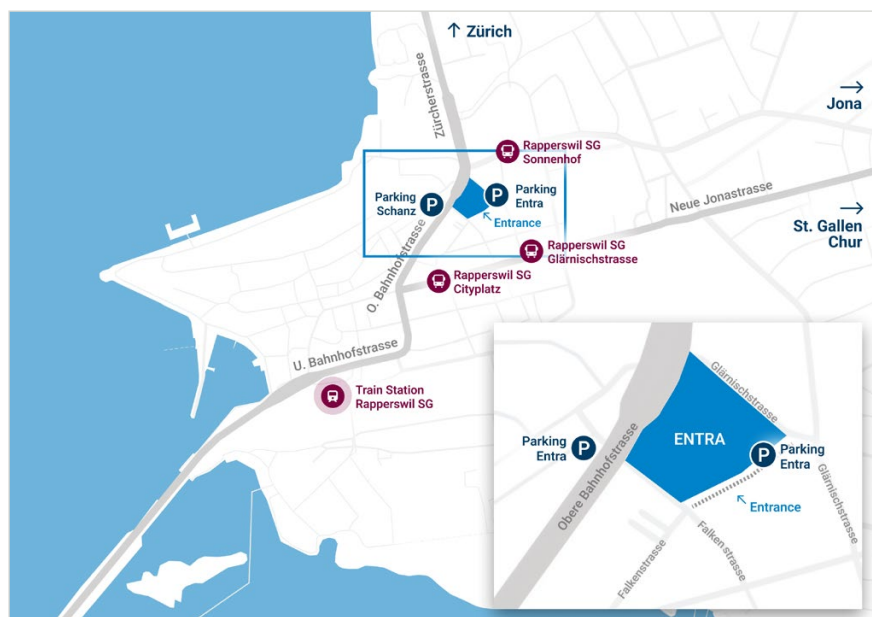 ↑ Zürich
Zürcherstrasse
→
Jona
Rapperswil SG
Sonnenhof
Parking
Schanz
P
P
Parking
Entra
Entrance
Neue Jonastrasse
→
St. Gallen
Chur
O. Bahnhofstrasse
Rapperswil SG
Glärnischstrasse
Rapperswil SG
Cityplatz
U. Bahnhofstrasse
Train Station
Rapperswil SG
Glärnischstrasse
ENTRA
Parking
Entra
P
P
Parking
Entra
Obere Bahnhofstrasse
Entrance
Glärnischstrasse
Falkenstrasse
Falken strasse